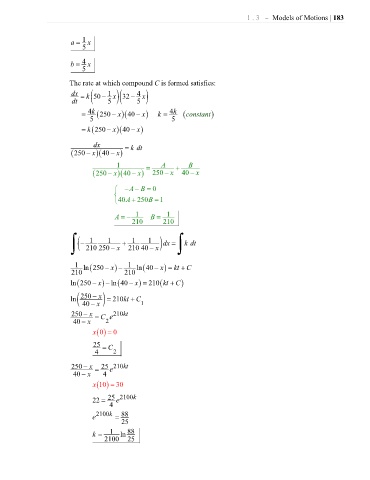 1 . 3 - Models of Motions | 183
a = 1/5 x
b = 4/5 x
The rate at which compound C is formed satisfies:
dx/dt = k(50 − 1/5 x)(32 − 4/5 x)
= 4k/5 (250 − x)(40 − x) k = 4k/5 (constant)
= k(250 − x)(40 − x)
dx/((250 − x)(40 − x)) = k dt
1/((250 − x)(40 − x)) = A/(250 − x) + B/(40 − x)
{ −A − B = 0
40A + 250B = 1
A = − 1/210 B = 1/210
∫(− 1/210 1/(250 − x) + 1/210 1/(40 − x))dx = ∫ k dt
1/210 ln(250 − x) − 1/210 ln(40 − x) = kt + C
ln(250 − x) − ln(40 − x) = 210(kt + C)
ln((250 − x)/(40 − x)) = 210kt + C₁
(250 − x)/(40 − x) = C₂e^210kt
x(0) = 0
25/4 = C₂
(250 − x)/(40 − x) = 25/4 e^210kt
x(10) = 30
22 = 25/4 e^2100k
e^2100k = 88/25
k = 1/2100 ln 88/25